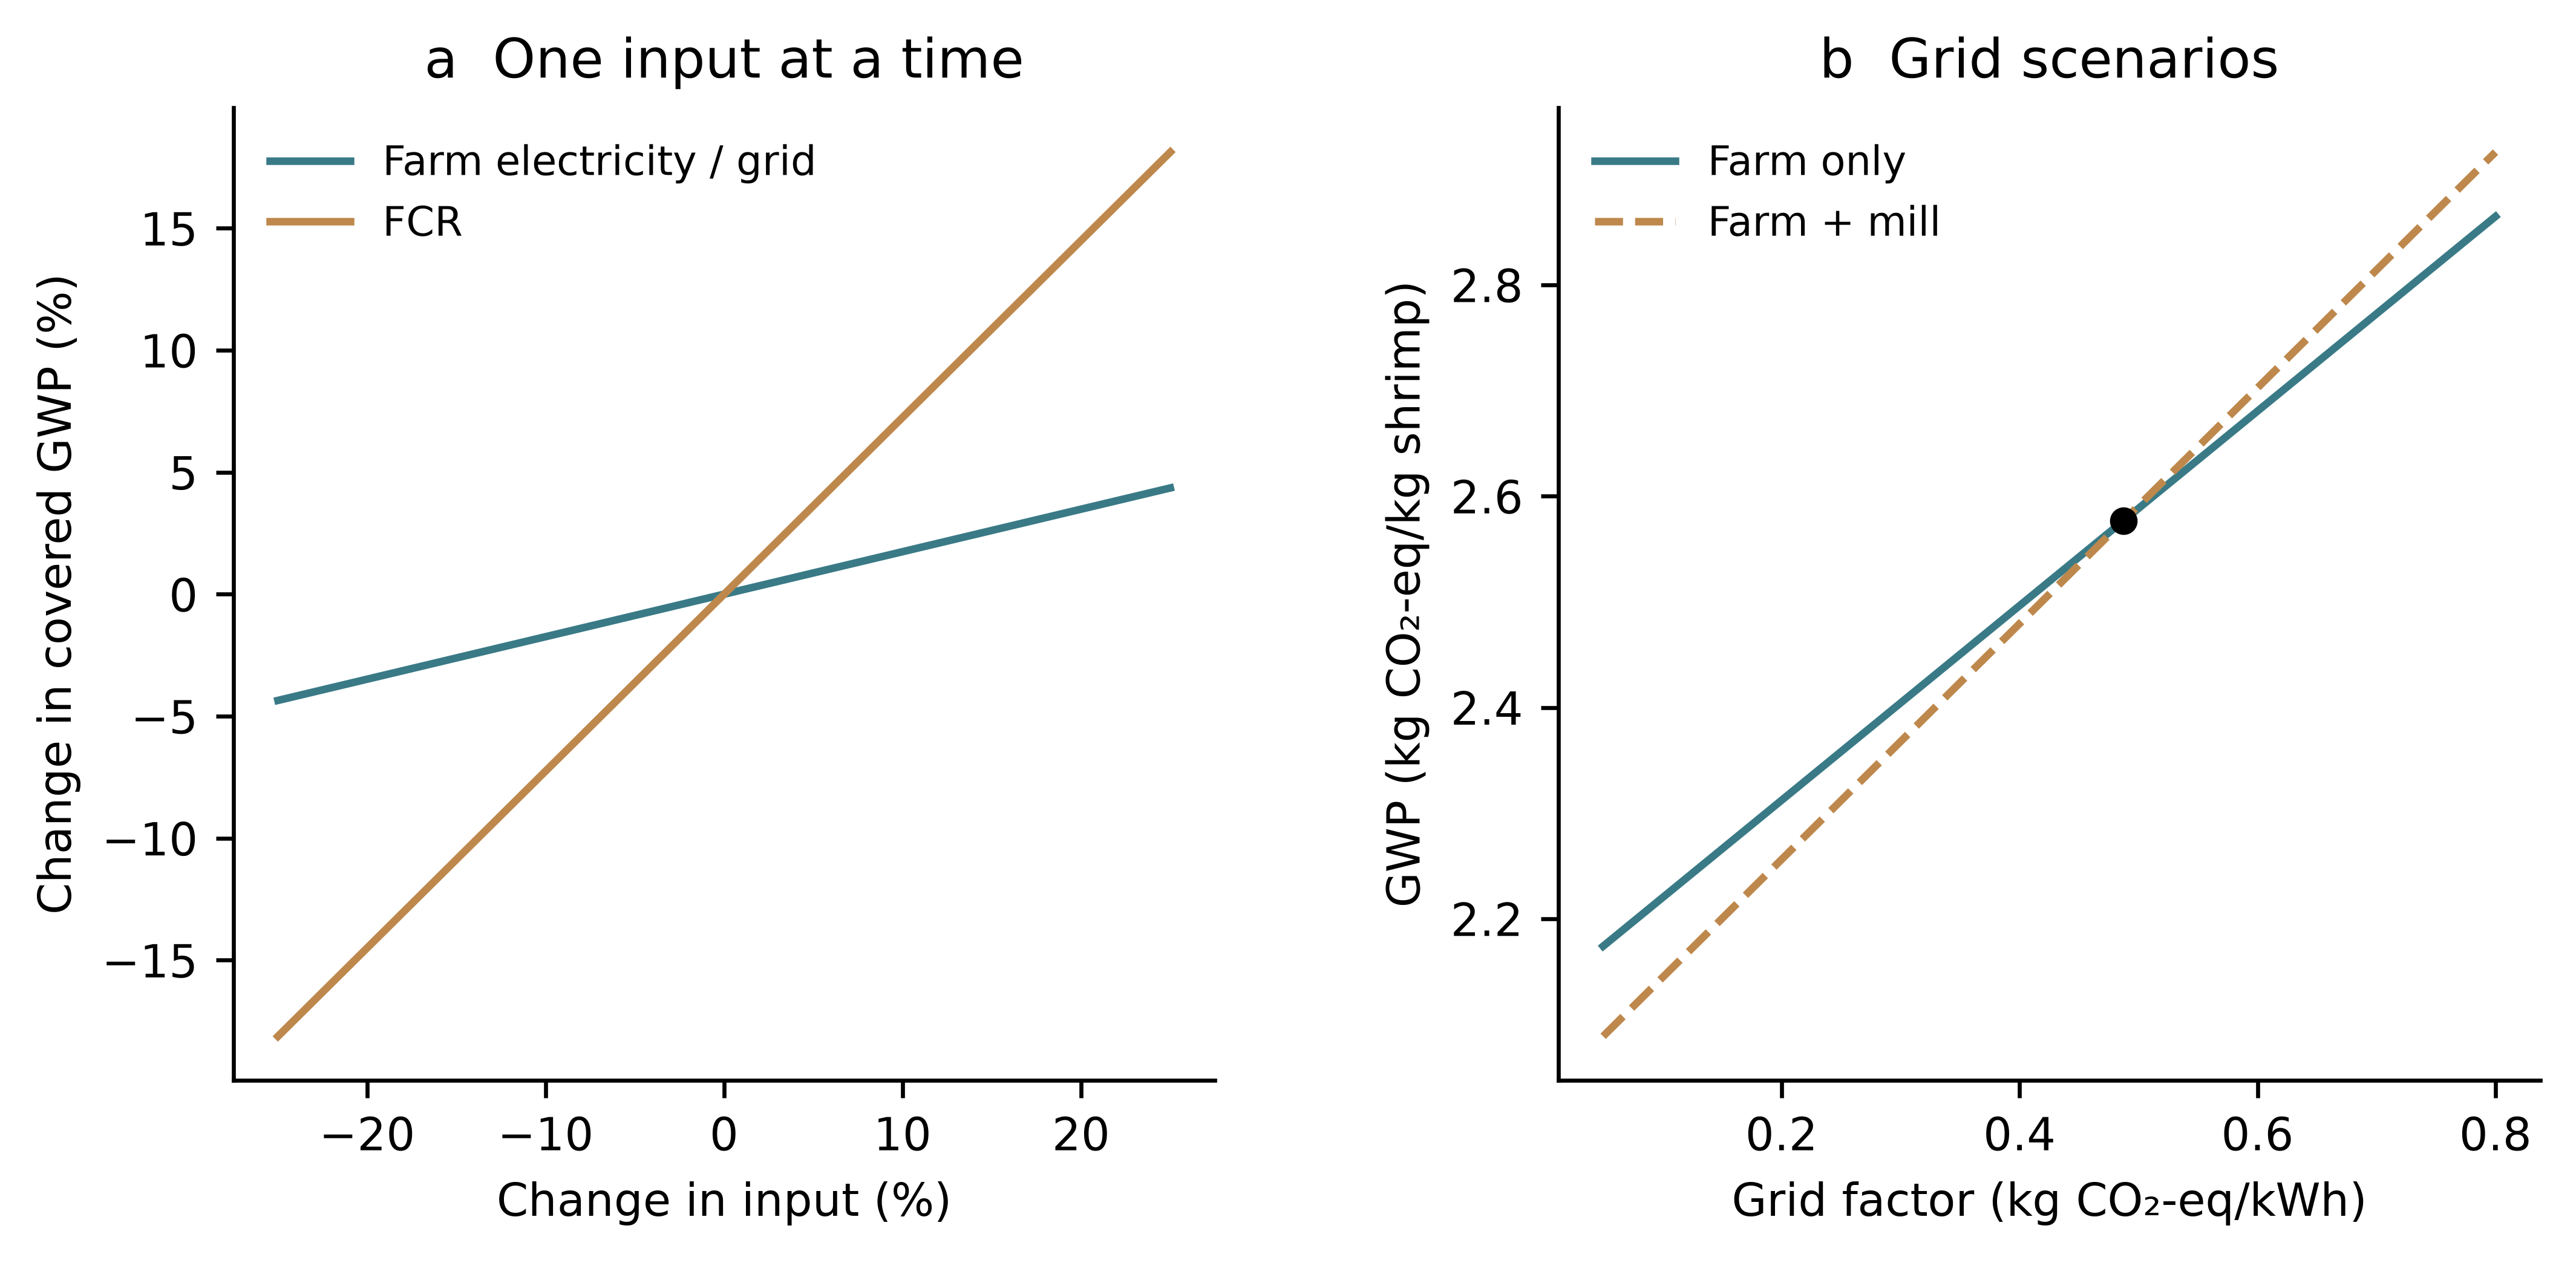 a  One input at a time
Farm electricity / grid
FCR
Change in covered GWP (%)
15
10
5
0
−5
−10
−15
−20
−10
0
10
20
Change in input (%)
b  Grid scenarios
Farm only
Farm + mill
GWP (kg CO₂-eq/kg shrimp)
2.8
2.6
2.4
2.2
0.2
0.4
0.6
0.8
Grid factor (kg CO₂-eq/kWh)